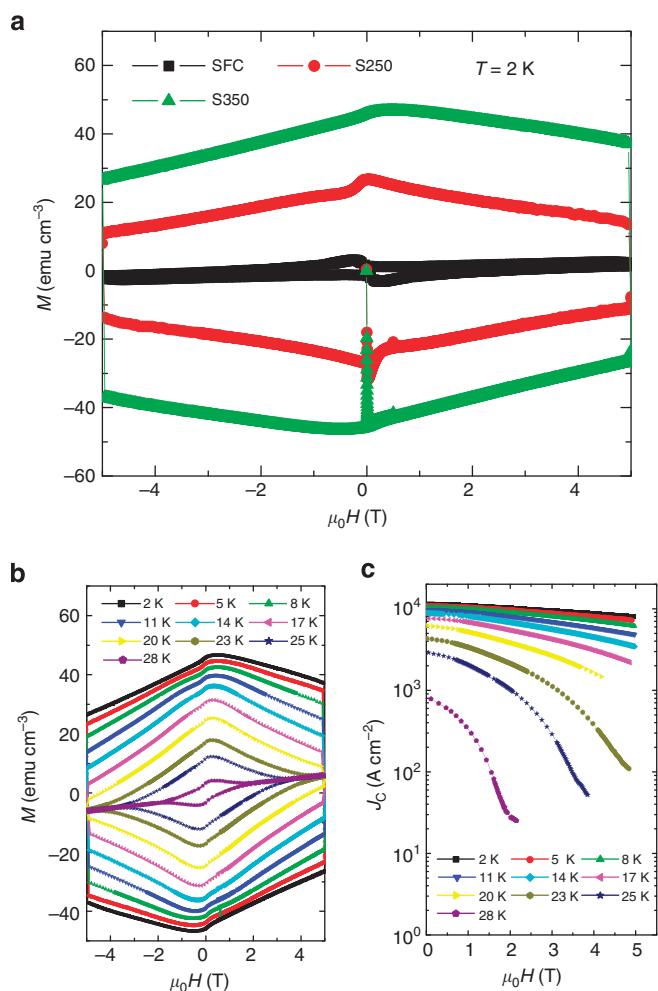 a
60
40
20
0
−20
−40
−60
M (emu cm−3)
SFC S250
S350
T = 2 K
−4 −2 0 2 4
μ0H (T)
b
60
40
20
0
−20
−40
M (emu cm−3)
2 K 5 K 8 K
11 K 14 K 17 K
20 K 23 K 25 K
28 K
−4 −2 0 2 4
μ0H (T)
c
104
103
102
101
100
JC (A cm−2)
2 K 5 K 8 K
11 K 14 K 17 K
20 K 23 K 25 K
28 K
0 1 2 3 4 5
μ0H (T)